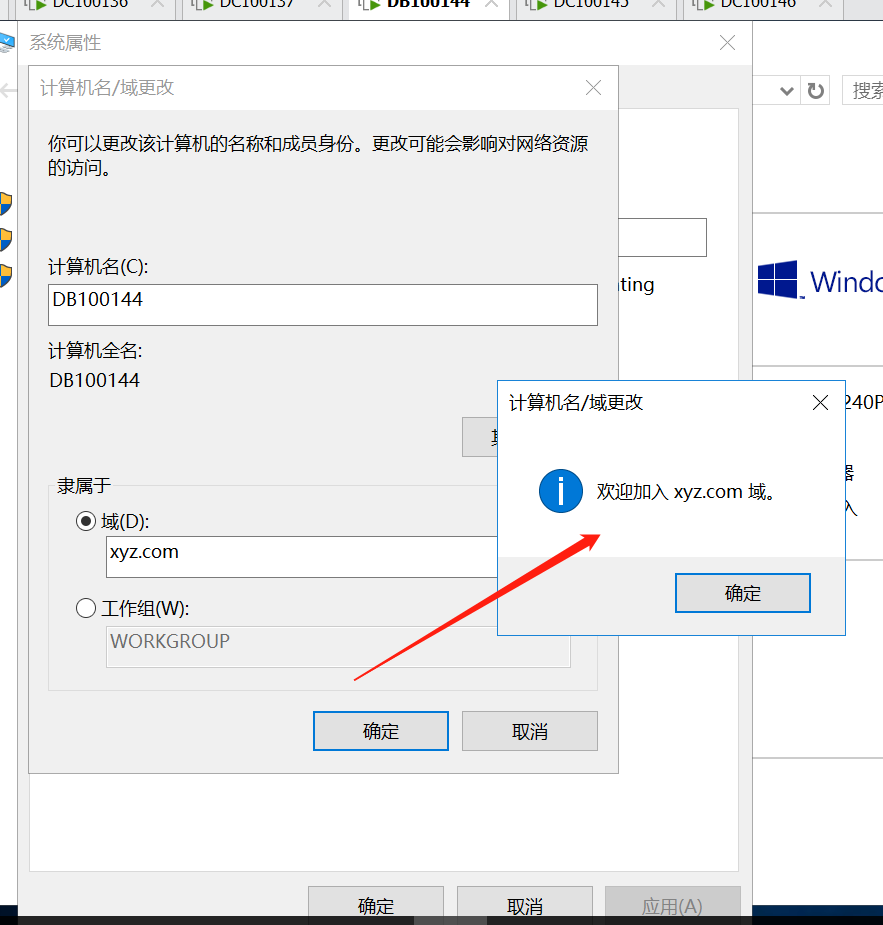 DC100136
DC100137
DB100144
DC100145
DC100146
系统属性
计算机名/域更改
搜索
你可以更改该计算机的名称和成员身份。更改可能会影响对网络资源
的访问。
计算机名(C):
DB100144
ting
计算机全名:
DB100144
计算机名/域更改
240P
欢迎加入 xyz.com 域。
器
入
确定
隶属于
域(D):
xyz.com
工作组(W):
WORKGROUP
确定
取消
确定
取消
应用(A)